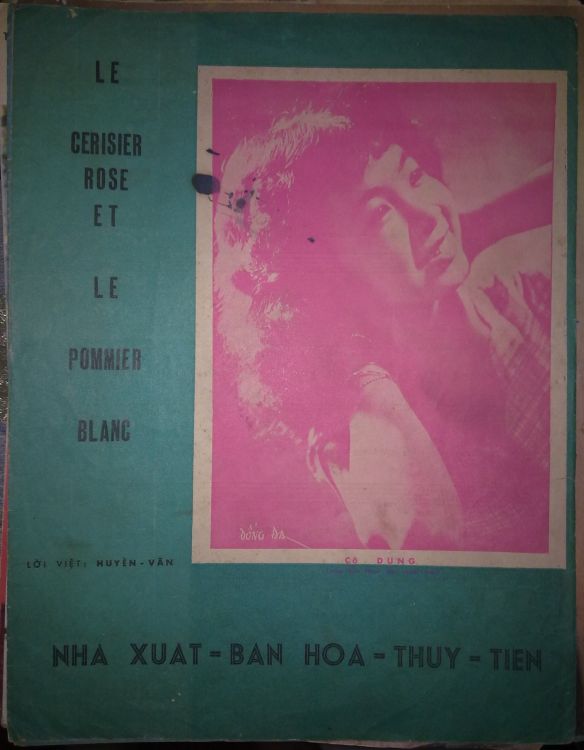 LE
CERISIER
ROSE
ET
LE
POMMIER
BLANC
ĐỐNG ĐA
LỜI VIỆT: HUYỀN-VÂN
CÔ DUNG
NHA XUAT-BAN HOA-THUY-TIEN